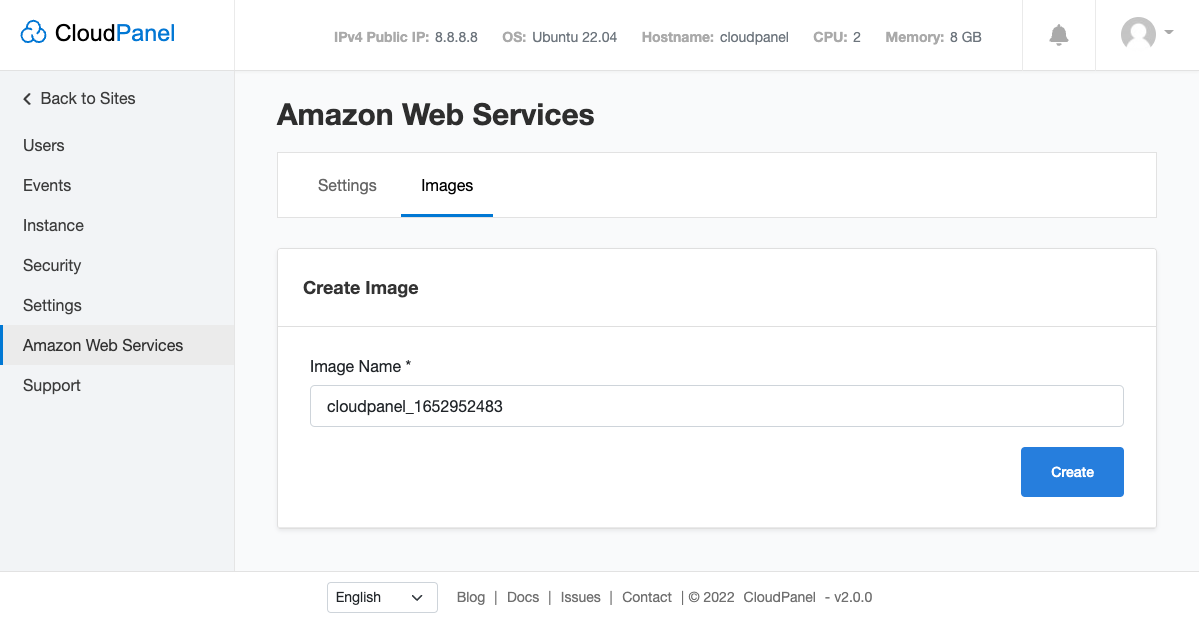 CloudPanel
IPv4 Public IP: 8.8.8.8 OS: Ubuntu 22.04 Hostname: cloudpanel CPU: 2 Memory: 8 GB
Back to Sites
Users
Events
Instance
Security
Settings
Amazon Web Services
Support
Amazon Web Services
Settings Images
Create Image
Image Name *
cloudpanel_1652952483
Create
English Blog | Docs | Issues | Contact | © 2022 CloudPanel - v2.0.0